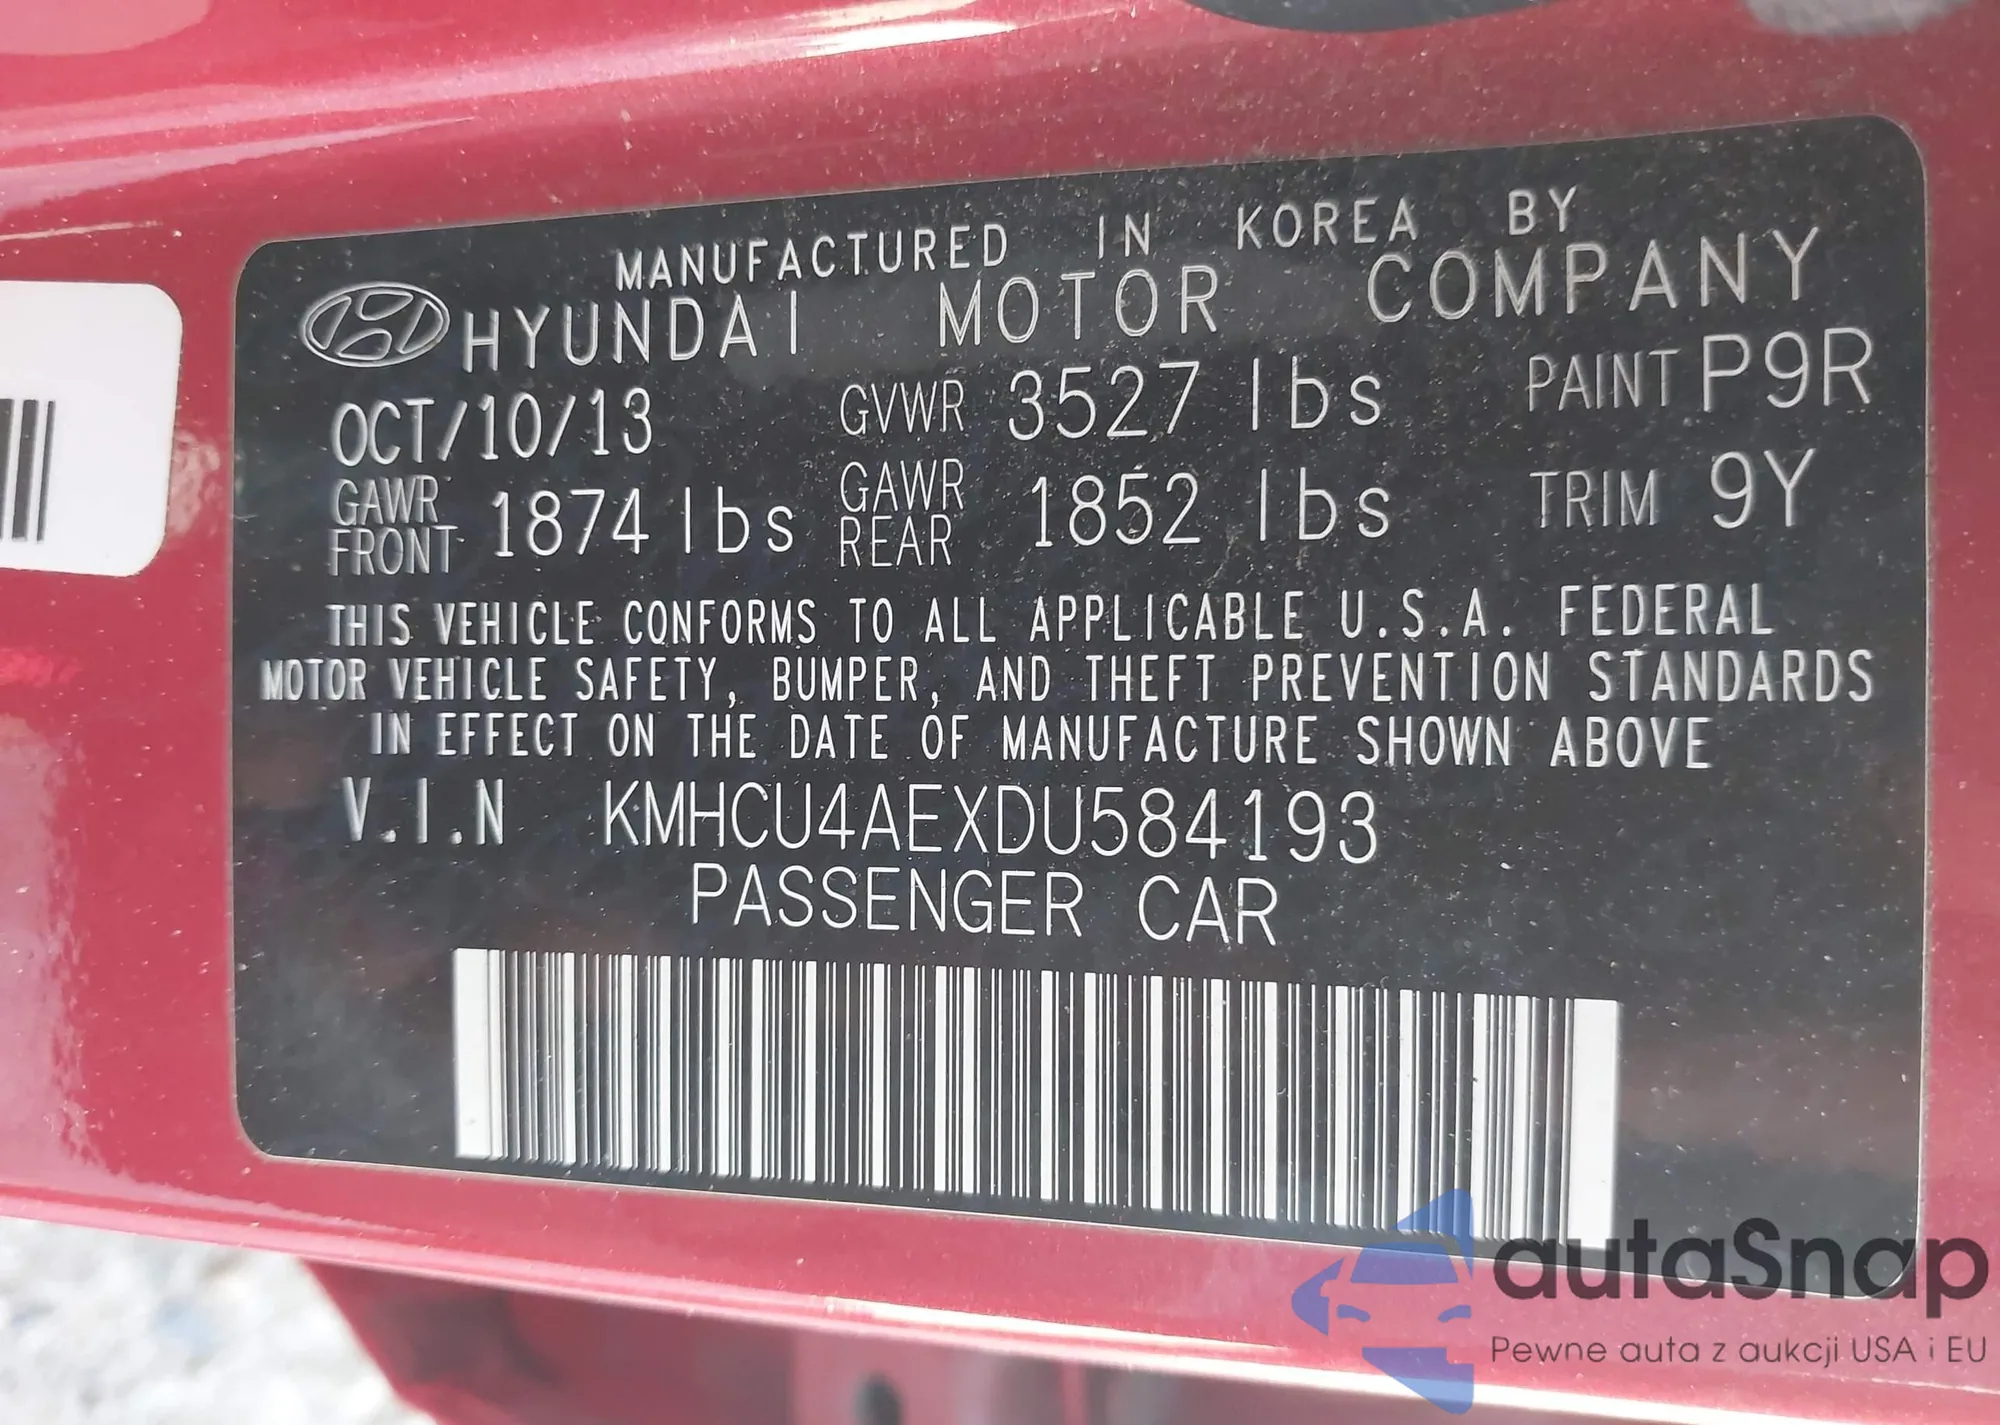 MANUFACTURED IN KOREA BY
HYUNDAI MOTOR COMPANY
OCT/10/13 GVWR 3527 lbs PAINT P9R
GAWR FRONT 1874 lbs GAWR REAR 1852 lbs TRIM 9Y
THIS VEHICLE CONFORMS TO ALL APPLICABLE U.S.A. FEDERAL
MOTOR VEHICLE SAFETY, BUMPER, AND THEFT PREVENTION STANDARDS
IN EFFECT ON THE DATE OF MANUFACTURE SHOWN ABOVE
V.I.N KMHCU4AEXDU584193
PASSENGER CAR
autaSnap
Pewne auta z aukcji USA i EU